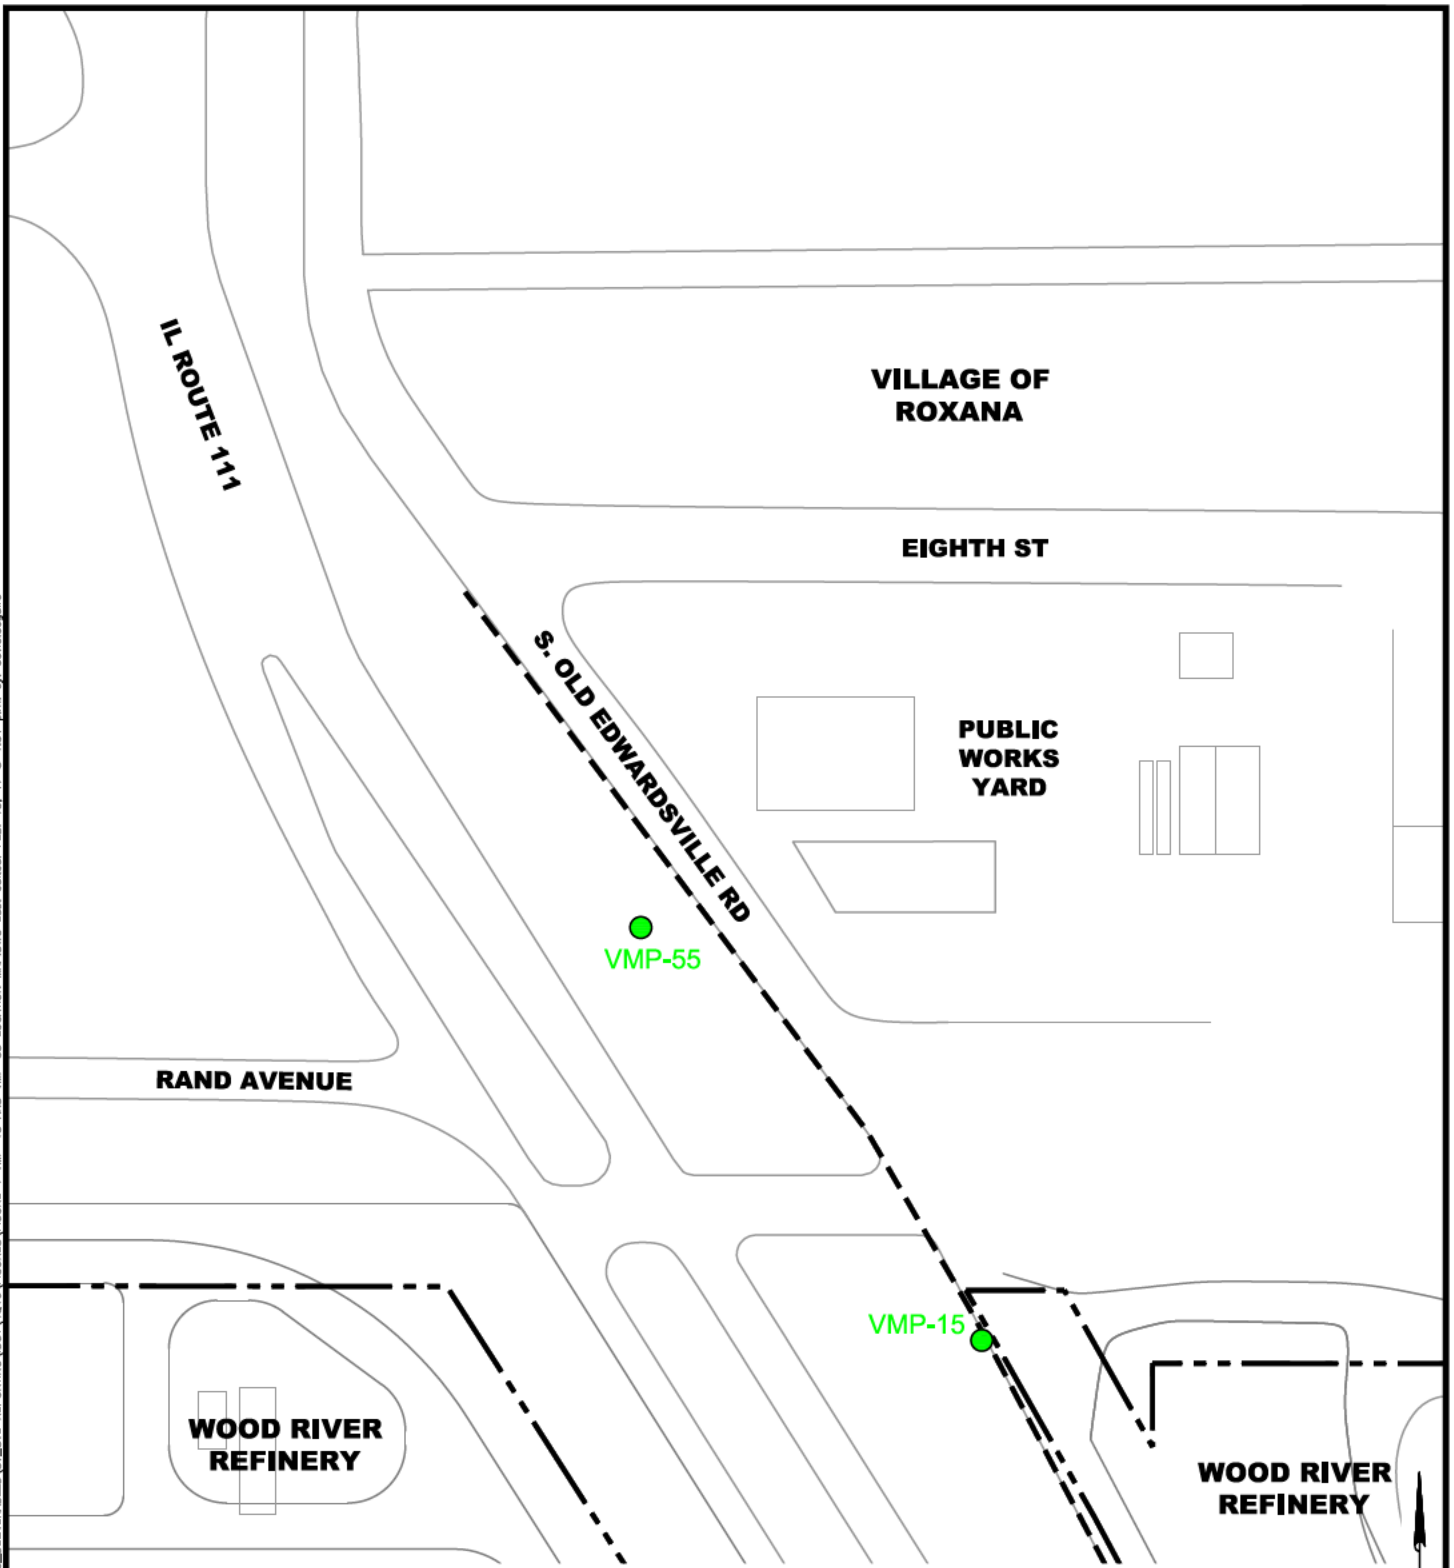 IL ROUTE 111
VILLAGE OF
ROXANA
EIGHTH ST
S. OLD EDWARDSVILLE RD
PUBLIC
WORKS
YARD
VMP-55
RAND AVENUE
VMP-15
WOOD RIVER
REFINERY
WOOD RIVER
REFINERY